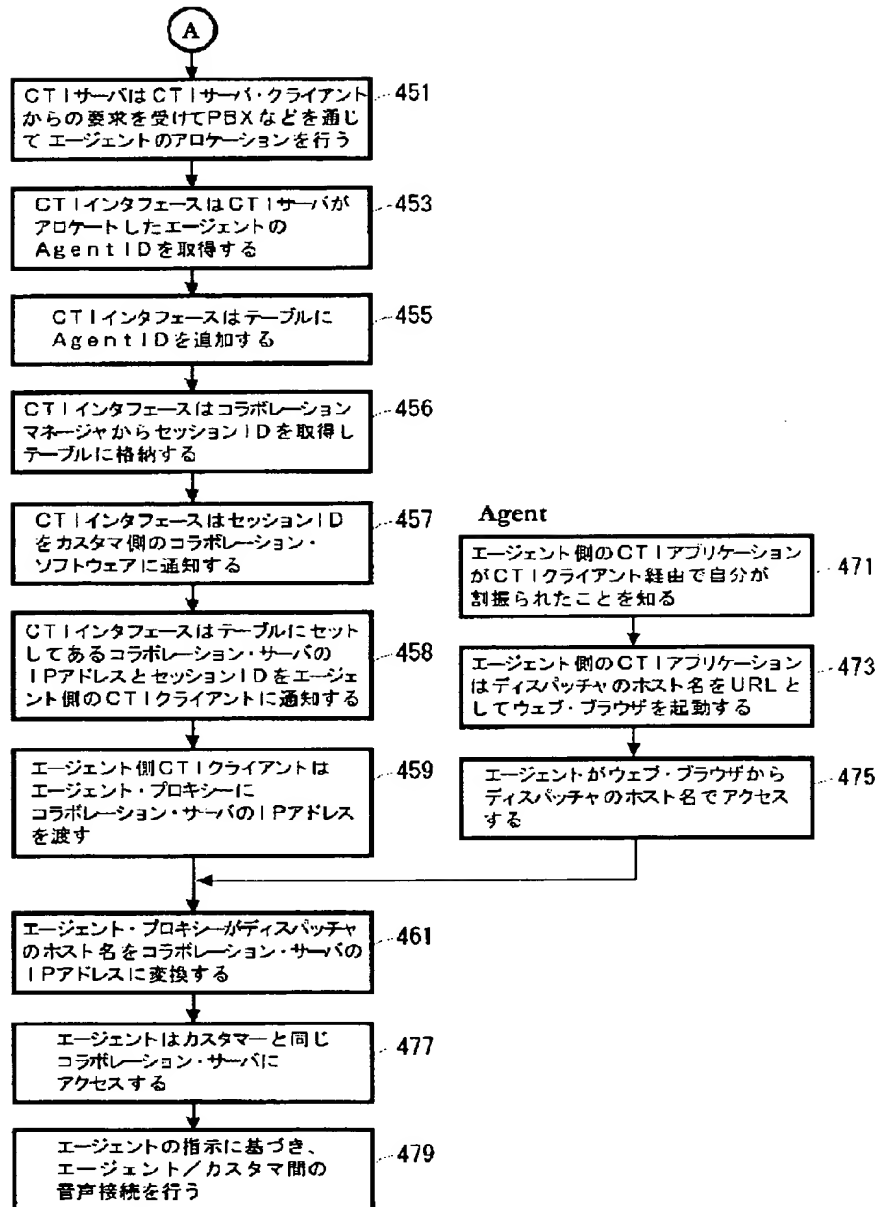 A
CTIサーバはCTIサーバ・クライアント
からの要求を受けてPBXなどを通じ
て エージェントのアロケーションを行う
451
CTIインタフェースはCTIサーバが
アロケートしたエージェントの
AgentIDを取得する
453
CTIインタフェースはテーブルに
AgentIDを追加する
455
CTIインタフェースはコラボレーション
マネージャからセッションIDを取得し
テーブルに格納する
456
CTIインタフェースはセッションID
をカスタマ側のコラボレーション・
ソフトウェアに通知する
457
CTIインタフェースはテーブルにセット
してあるコラボレーション・サーバの
IPアドレスとセッションIDをエージェ
ント側のCTIクライアントに通知する
458
エージェント側CTIクライアントは
エージェント・プロキシーに
コラボレーション・サーバのIPアドレス
を渡す
459
Agent
エージェント側のCTIアプリケーション
がCTIクライアント経由で自分が
割振られたことを知る
471
エージェント側のCTIアプリケーション
はディスパッチャのホスト名をURLと
してウェブ・ブラウザを起動する
473
エージェントがウェブ・ブラウザから
ディスパッチャのホスト名でアクセス
する
475
エージェント・プロキシーがディスパッチャ
のホスト名をコラボレーション・サーバの
IPアドレスに変換する
461
エージェントはカスタマーと同じ
コラボレーション・サーバに
アクセスする
477
エージェントの指示に基づき、
エージェント/カスタマ間の
音声接続を行う
479